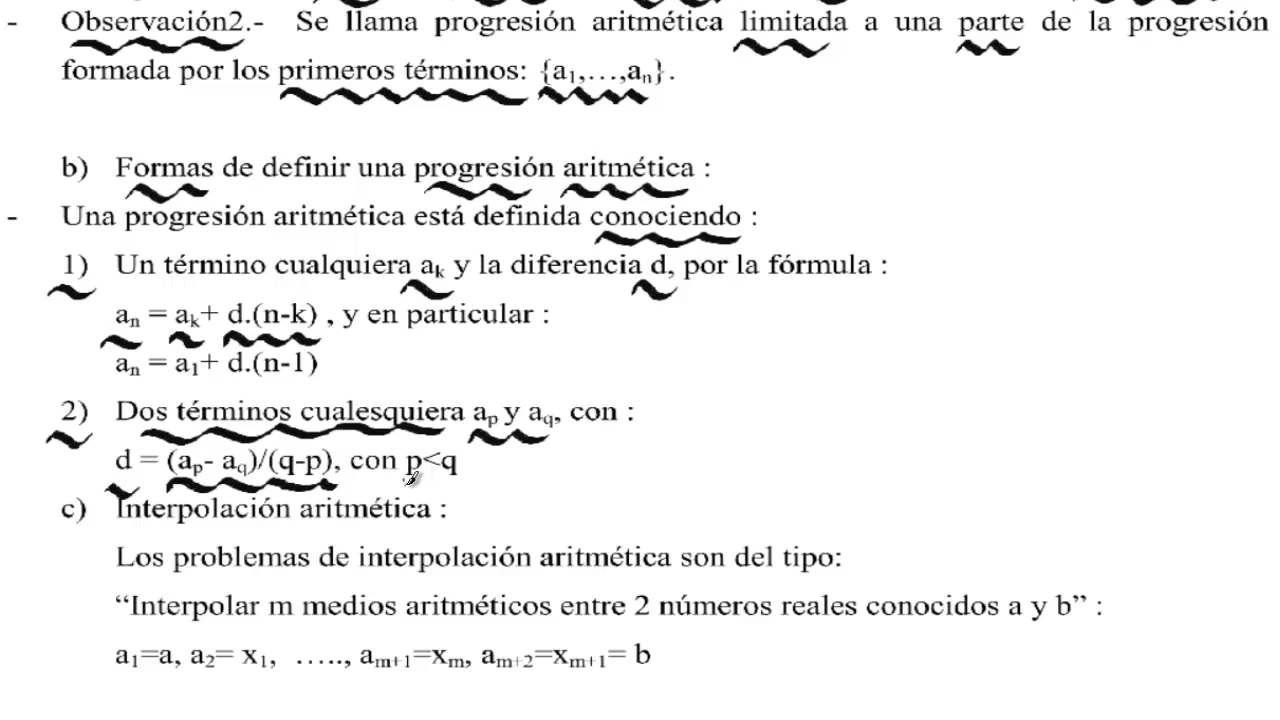 - Observación2.- Se llama progresión aritmética limitada a una parte de la progresión
formada por los primeros términos: {a₁,…,aₙ}.
b) Formas de definir una progresión aritmética :
- Una progresión aritmética está definida conociendo :
1) Un término cualquiera aₖ y la diferencia d, por la fórmula :
aₙ = aₖ+ d.(n-k) , y en particular :
aₙ = a₁+ d.(n-1)
2) Dos términos cualesquiera aₚ y a_q, con :
d = (aₚ- a_q)/(q-p), con p<q
c) Interpolación aritmética :
Los problemas de interpolación aritmética son del tipo:
“Interpolar m medios aritméticos entre 2 números reales conocidos a y b” :
a₁=a, a₂= x₁, ….., aₘ₊₁=xₘ, aₘ₊₂=xₘ₊₁= b